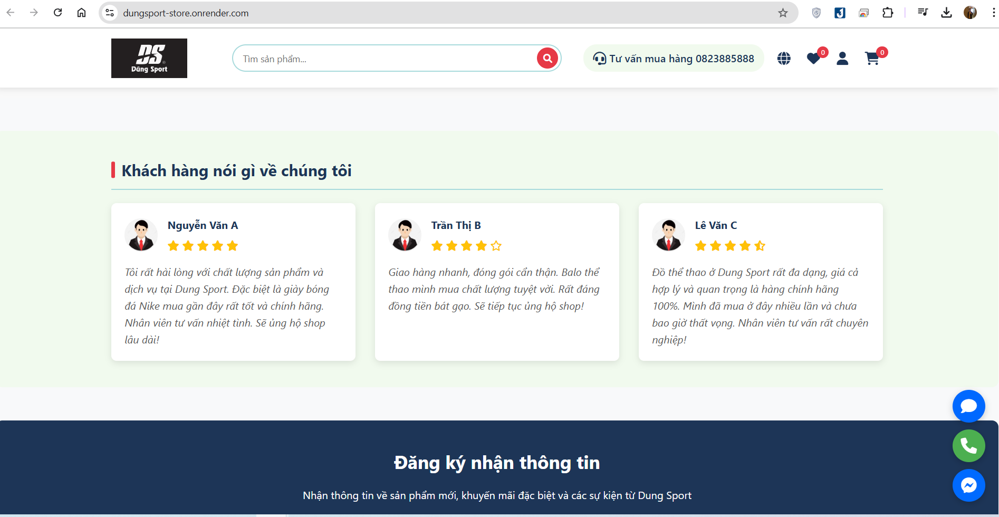 dungsport-store.onrender.com
DS
Dũng Sport
Tìm sản phẩm...
Tư vấn mua hàng 0823885888
0
0
Khách hàng nói gì về chúng tôi
Nguyễn Văn A
Tôi rất hài lòng với chất lượng sản phẩm và
dịch vụ tại Dung Sport. Đặc biệt là giày bóng
đá Nike mua gần đây rất tốt và chính hãng.
Nhân viên tư vấn nhiệt tình. Sẽ ủng hộ shop
lâu dài!
Trần Thị B
Giao hàng nhanh, đóng gói cẩn thận. Balo thể
thao mình mua chất lượng tuyệt vời. Rất đáng
đồng tiền bát gạo. Sẽ tiếp tục ủng hộ shop!
Lê Văn C
Đồ thể thao ở Dung Sport rất đa dạng, giá cả
hợp lý và quan trọng là hàng chính hãng
100%. Mình đã mua ở đây nhiều lần và chưa
bao giờ thất vọng. Nhân viên tư vấn rất chuyên
nghiệp!
Đăng ký nhận thông tin
Nhận thông tin về sản phẩm mới, khuyến mãi đặc biệt và các sự kiện từ Dung Sport